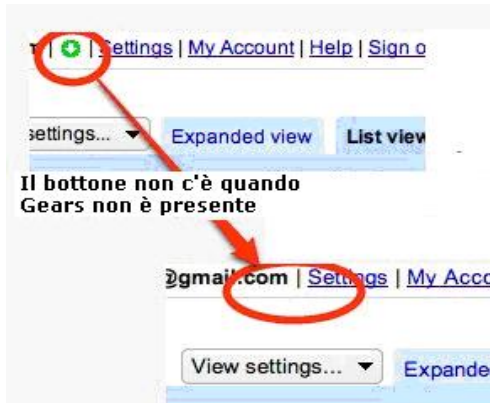 | Settings | My Account | Help | Sign o
settings... Expanded view List view
Il bottone non c'è quando
Gears non è presente
@gmail.com | Settings | My Acco
View settings... Expande